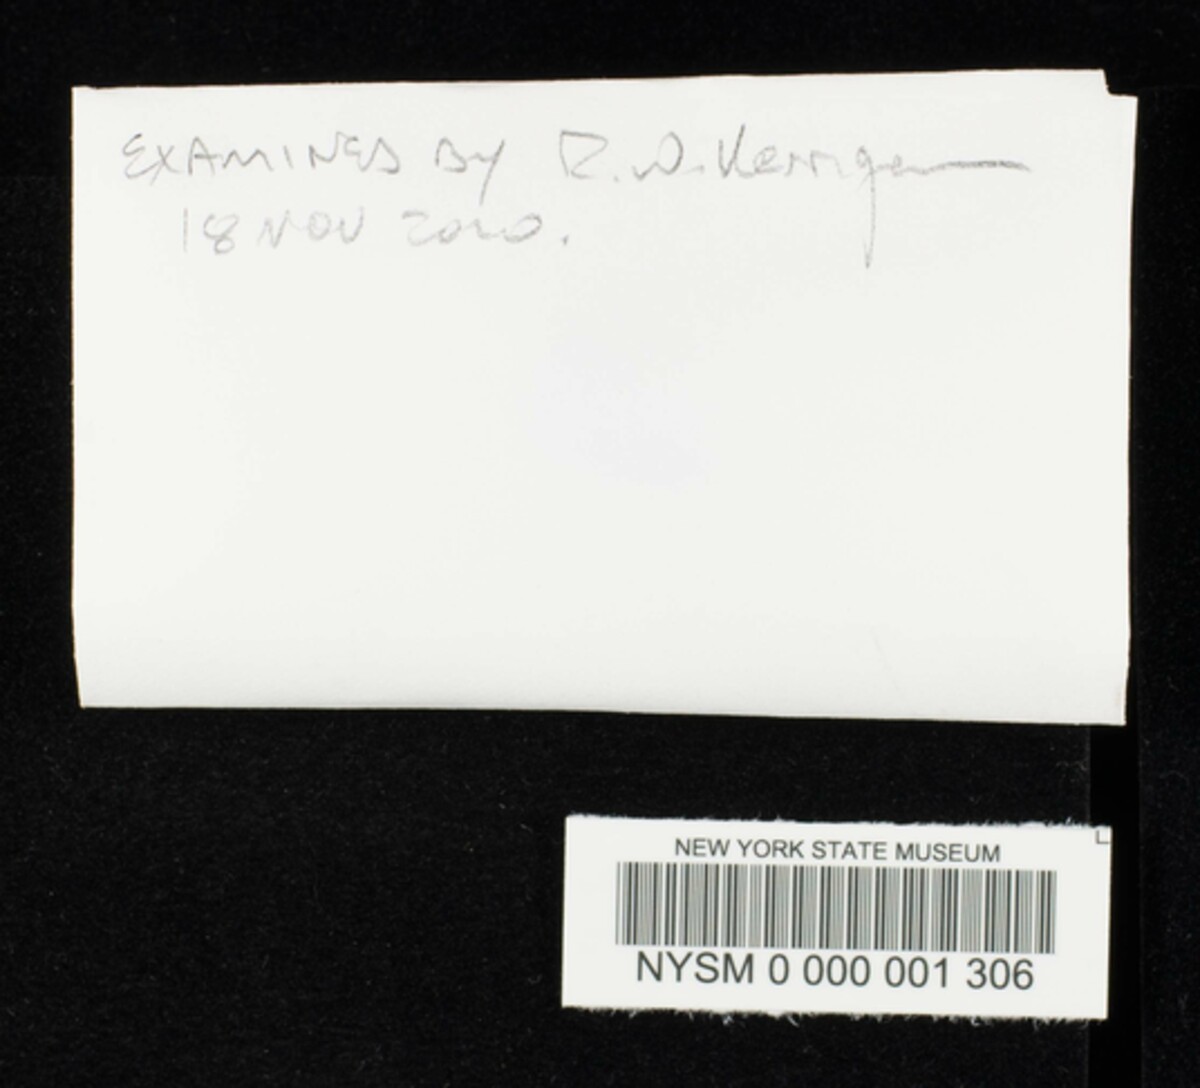 EXAMINED BY R.W. Kerrigan
18 NOV 2010.
NEW YORK STATE MUSEUM
NYSM 0 000 001 306